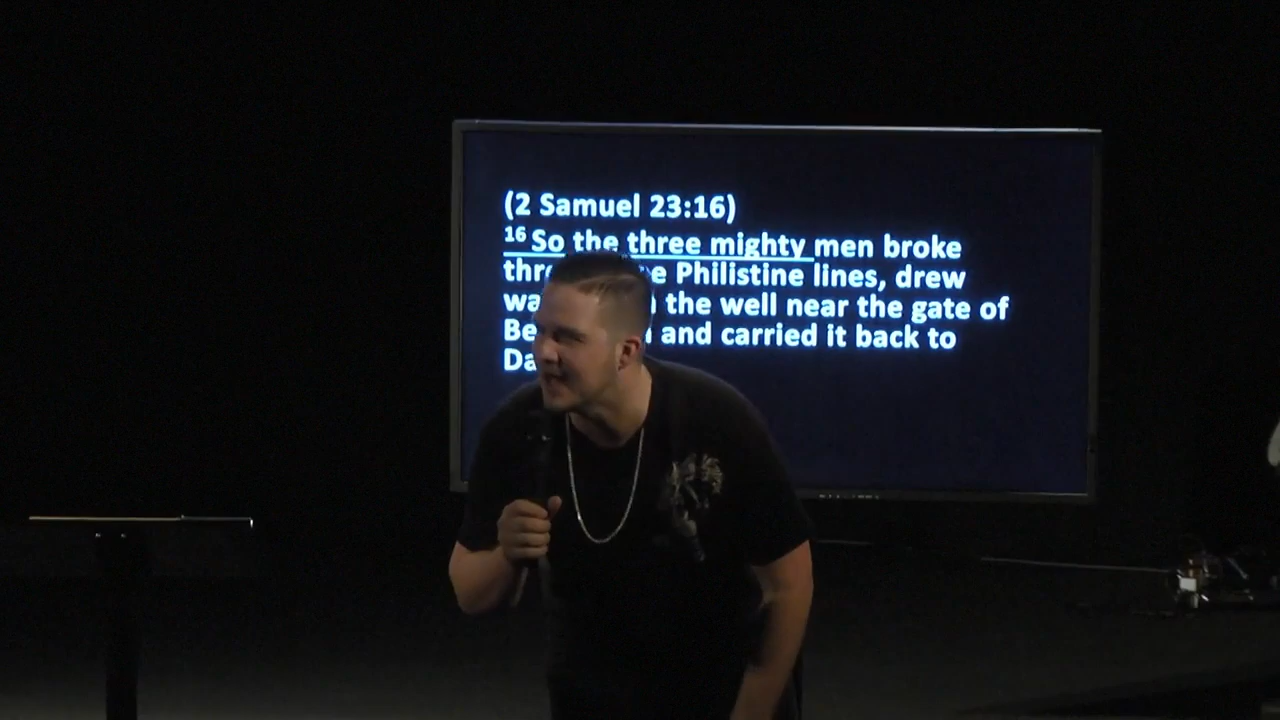 (2 Samuel 23:16)
16 So the three mighty men broke
Philistine lines, drew
the well near the gate of
and carried it back to